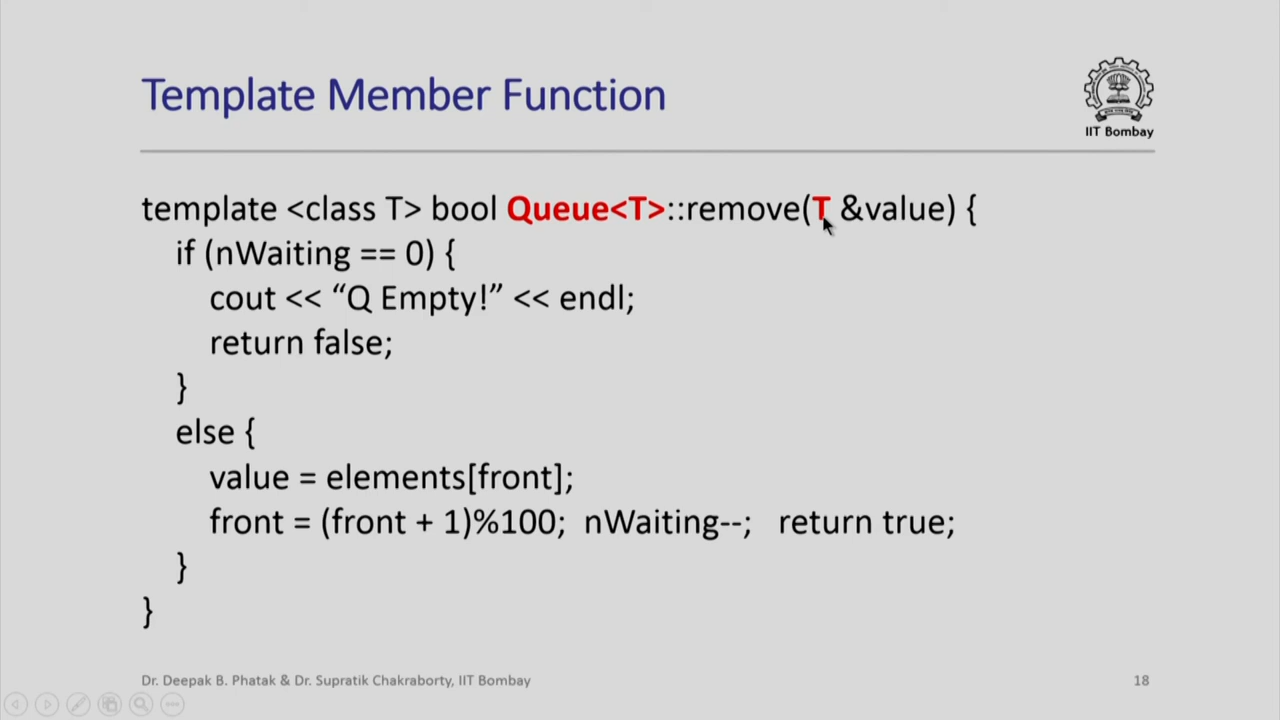 Template Member Function
IIT Bombay
template <class T> bool Queue<T>::remove(T &value) {
if (nWaiting == 0) {
cout << “Q Empty!” << endl;
return false;
}
else {
value = elements[front];
front = (front + 1)%100; nWaiting--; return true;
}
}
Dr. Deepak B. Phatak & Dr. Supratik Chakraborty, IIT Bombay
18